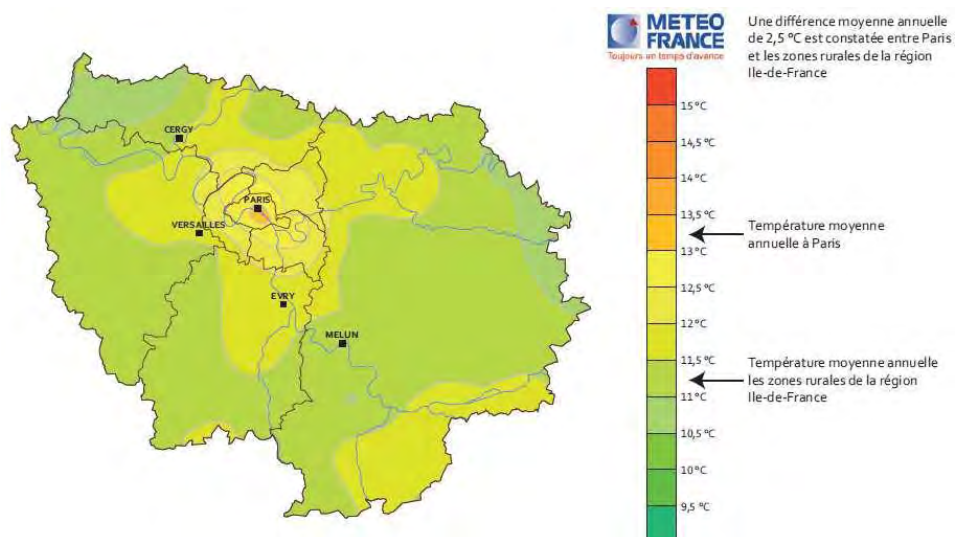 METEO
FRANCE
Toujours un temps d'avance
Une différence moyenne annuelle
de 2,5 °C est constatée entre Paris
et les zones rurales de la région
Ile-de-France
15°C
14,5 °C
14°C
13,5°C
13°C
12,5°C
12°C
11,5°C
11°C
10,5°C
10°C
9,5°C
Température moyenne
annuelle à Paris
Température moyenne annuelle
les zones rurales de la région
Ile-de-France
CERGY
PARIS
VERSAILLES
EVRY
MELUN